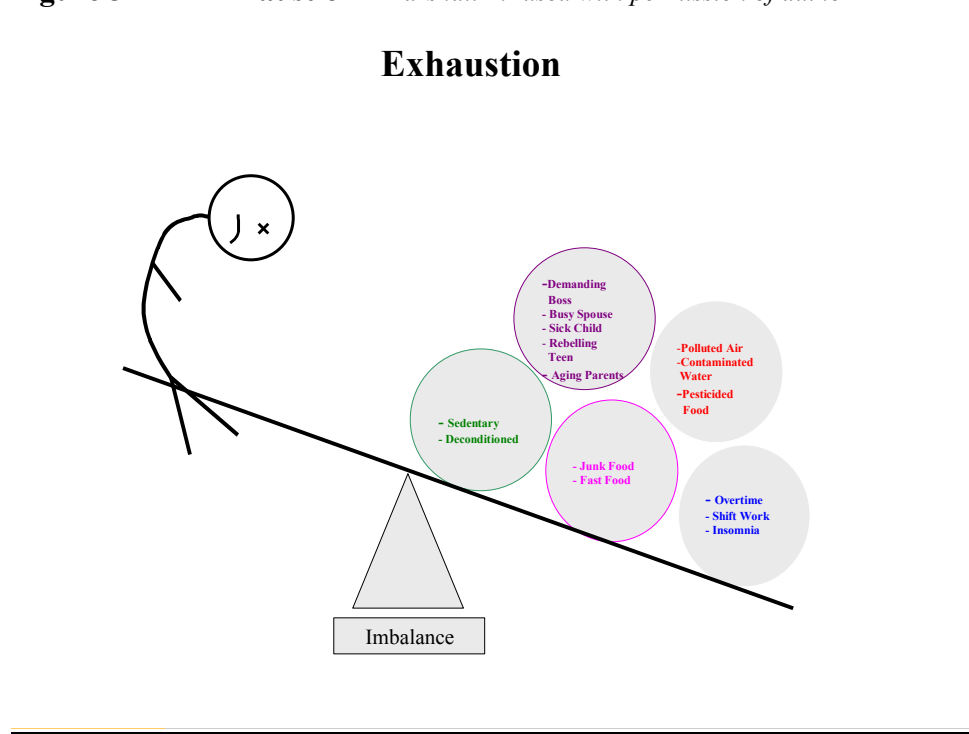 Exhaustion
-Demanding
Boss
- Busy Spouse
- Sick Child
- Rebelling
Teen
- Aging Parents
-Polluted Air
-Contaminated
Water
-Pesticided
Food
- Sedentary
- Deconditioned
- Junk Food
- Fast Food
- Overtime
- Shift Work
- Insomnia
Imbalance